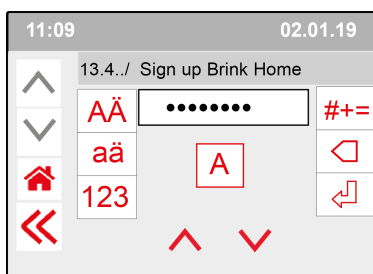 11:09 02.01.19
13.4../ Sign up Brink Home
AÄ •••••••• #+=
aä A
123